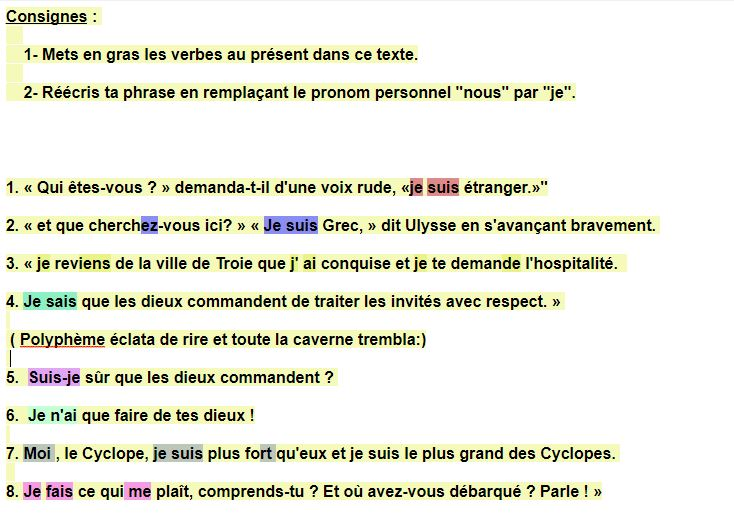 Consignes :
1- Mets en gras les verbes au présent dans ce texte.
2- Réécris ta phrase en remplaçant le pronom personnel "nous" par "je".
1. « Qui êtes-vous ? » demanda-t-il d'une voix rude, «je suis étranger.»"
2. « et que cherchez-vous ici? » « Je suis Grec, » dit Ulysse en s'avançant bravement.
3. « je reviens de la ville de Troie que j' ai conquise et je te demande l'hospitalité.
4. Je sais que les dieux commandent de traiter les invités avec respect. »
( Polyphème éclata de rire et toute la caverne trembla:)
5. Suis-je sûr que les dieux commandent ?
6. Je n'ai que faire de tes dieux !
7. Moi , le Cyclope, je suis plus fort qu'eux et je suis le plus grand des Cyclopes.
8. Je fais ce qui me plaît, comprends-tu ? Et où avez-vous débarqué ? Parle ! »